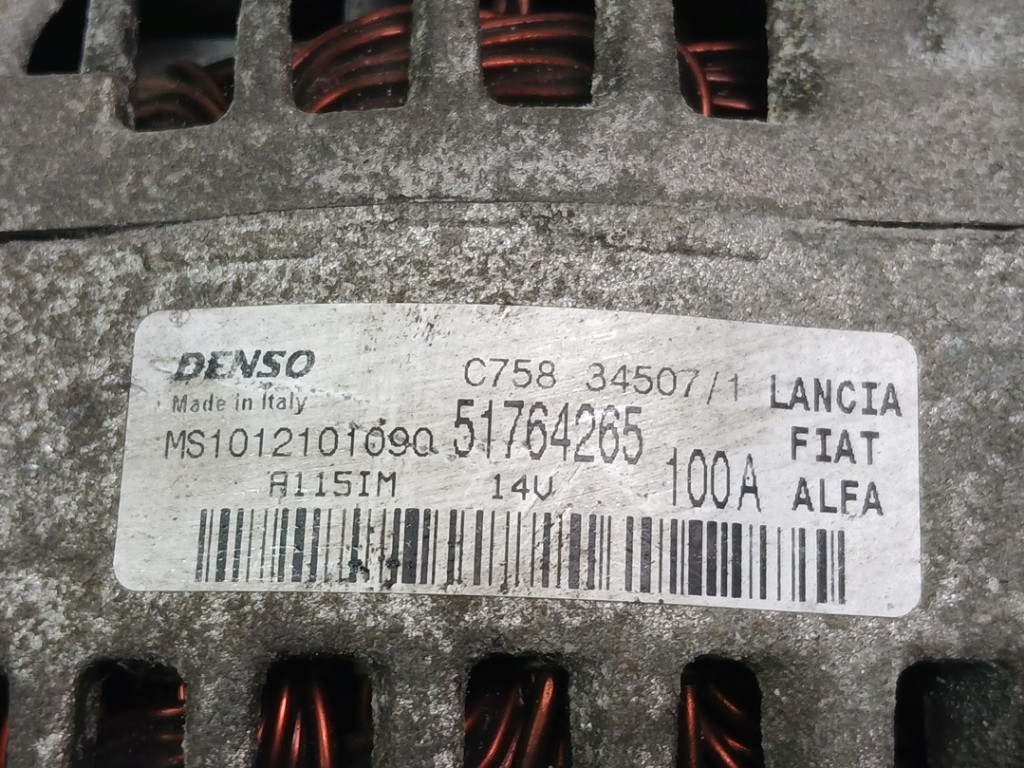 DENSO
Made in Italy
C758 34507/1
LANCIA
MS1012101090
51764265
FIAT
A115IM
14V
100A
ALFA